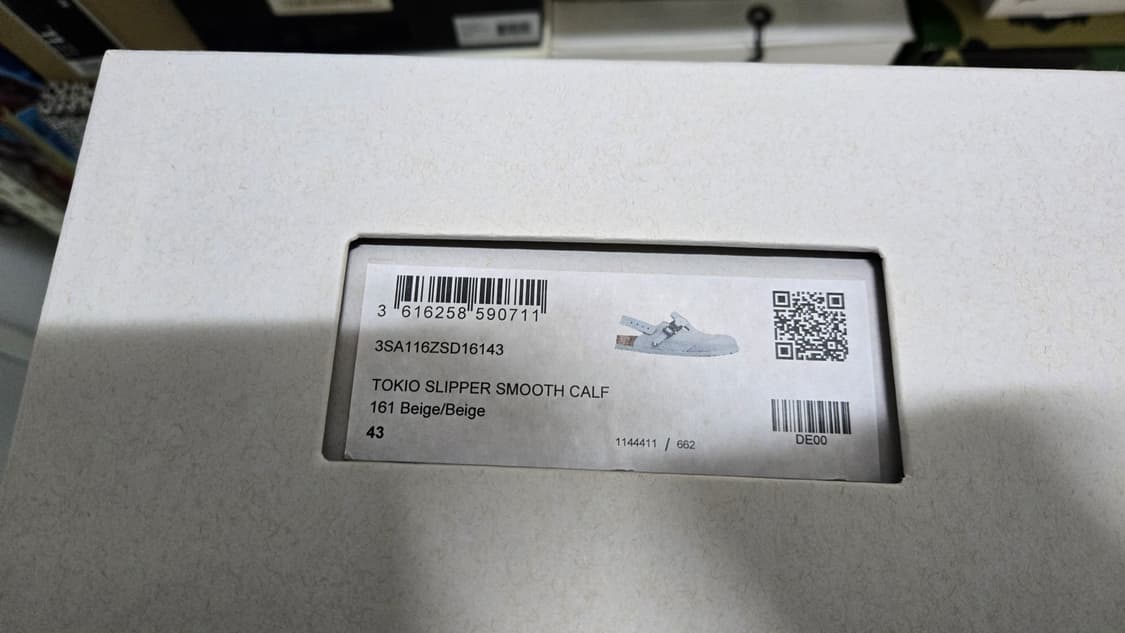 3 616258 590711
3SA116ZSD16143
TOKIO SLIPPER SMOOTH CALF
161 Beige/Beige
43
1144411 / 662
DE00